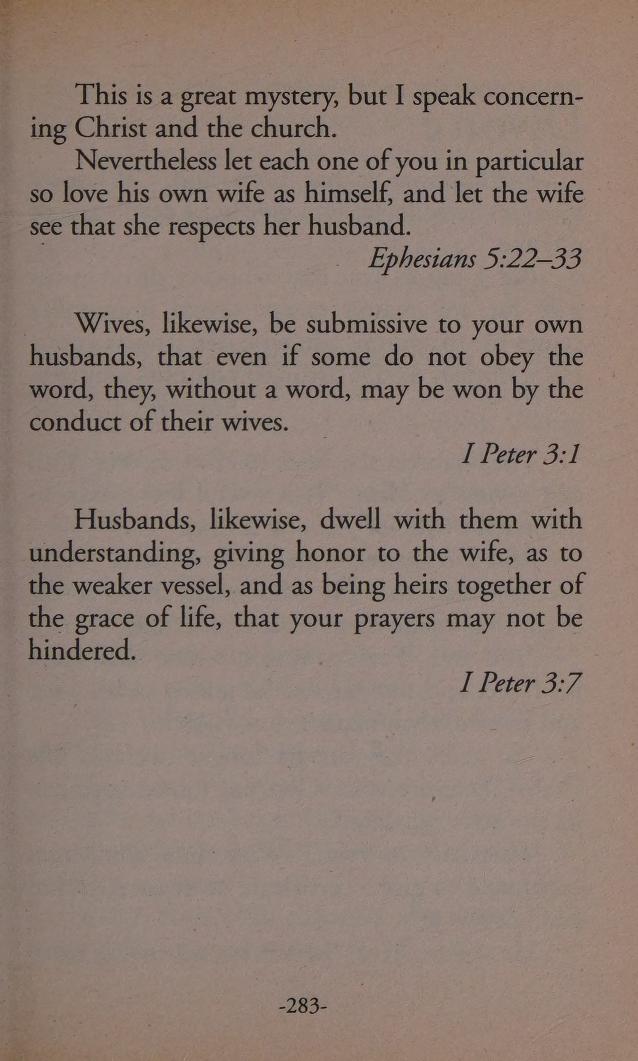 This is a great mystery, but I speak concern-
ing Christ and the church.
Nevertheless let each one of you in particular
so love his own wife as himself, and let the wife
see that she respects her husband.
Ephesians 5:22–33
Wives, likewise, be submissive to your own
husbands, that even if some do not obey the
word, they, without a word, may be won by the
conduct of their wives.
I Peter 3:1
Husbands, likewise, dwell with them with
understanding, giving honor to the wife, as to
the weaker vessel, and as being heirs together of
the grace of life, that your prayers may not be
hindered.
I Peter 3:7
-283-